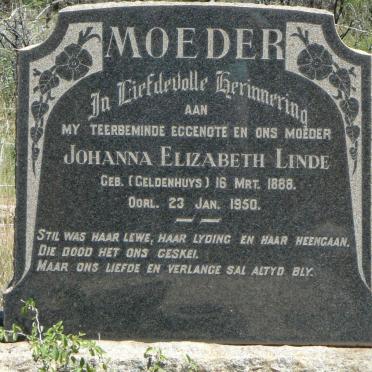 MOEDER
In Liefdevolle Herinnering
AAN
MY TEERBEMINDE EGGENOTE EN ONS MOEDER
JOHANNA ELIZABETH LINDE
GEB. (GELDENHUYS) 16 MRT. 1888.
OORL. 23 JAN. 1950.
STIL WAS HAAR LEWE, HAAR LYDING EN HAAR HEENGAAN,
DIE DOOD HET ONS GESKEI.
MAAR ONS LIEFDE EN VERLANGE SAL ALTYD BLY.